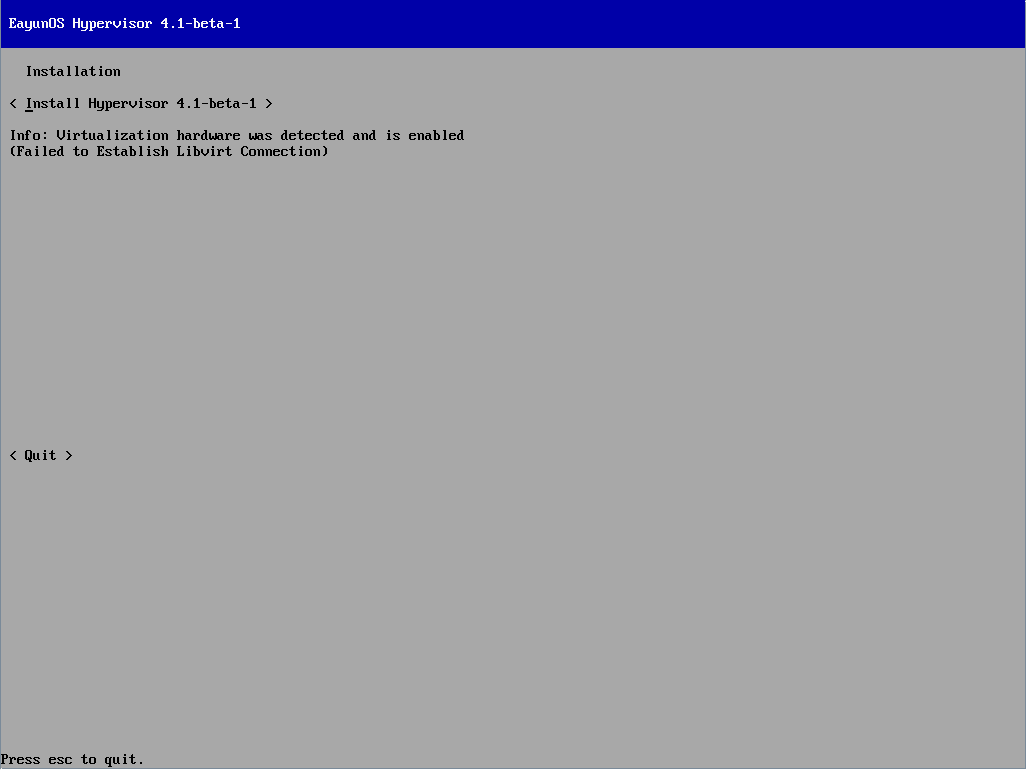 EayunOS Hypervisor 4.1-beta-1
Installation
< Install Hypervisor 4.1-beta-1 >
Info: Virtualization hardware was detected and is enabled
(Failed to Establish Libvirt Connection)
< Quit >
Press esc to quit.